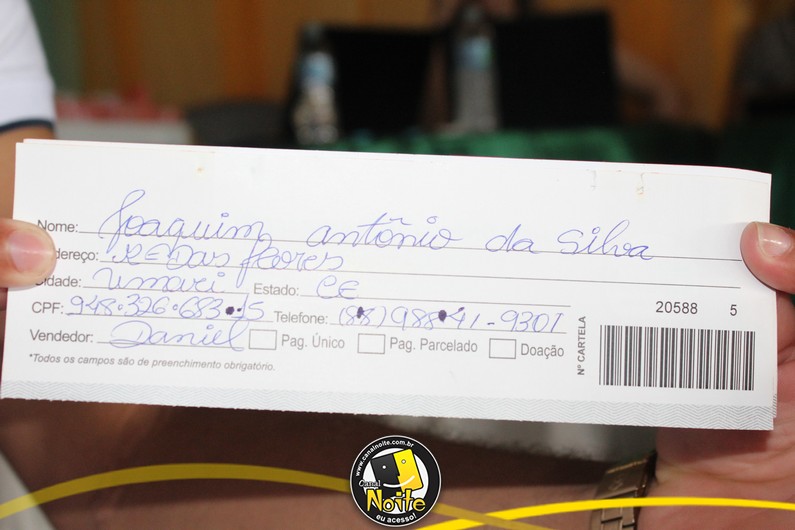 Nome: Joaquim antônio da Silva
dereço: R E Das flores
idade: Umari Estado: CE
CPF: Telefone:
Vendedor: Daniel Pag. Único Pag. Parcelado Doação
*Todos os campos são de preenchimento obrigatório.
20588 5
Nº CARTELA
www.canalnoite.com.br
Canal
NOITE
eu acesso!